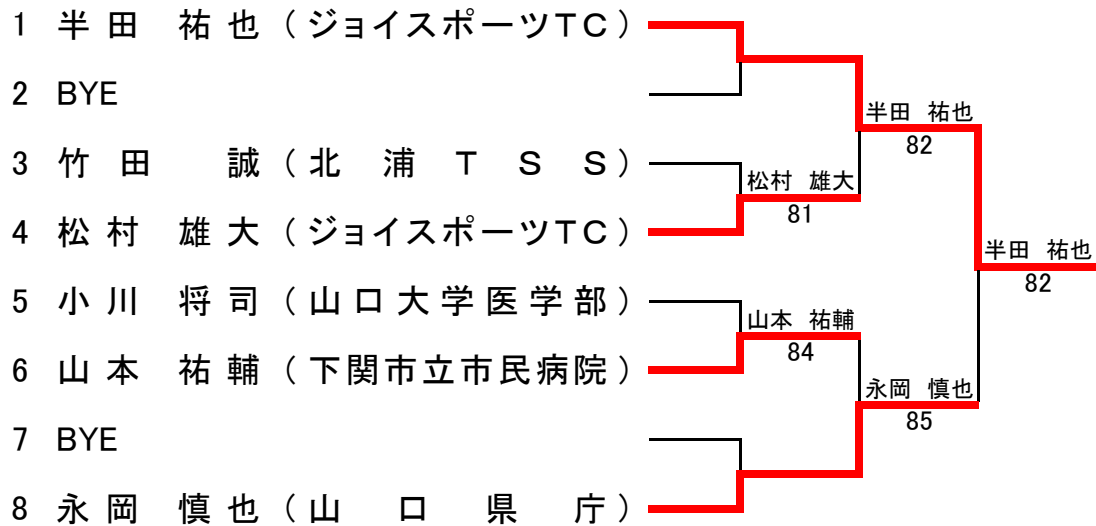 1 半田 祐也（ジョイスポーツTC）
2 BYE
3 竹田 誠（北浦TSS）
4 松村 雄大（ジョイスポーツTC）
5 小川 将司（山口大学医学部）
6 山本 祐輔（下関市立市民病院）
7 BYE
8 永岡 慎也（山口県庁）
松村 雄大
81
山本 祐輔
84
半田 祐也
82
永岡 慎也
85
半田 祐也
82